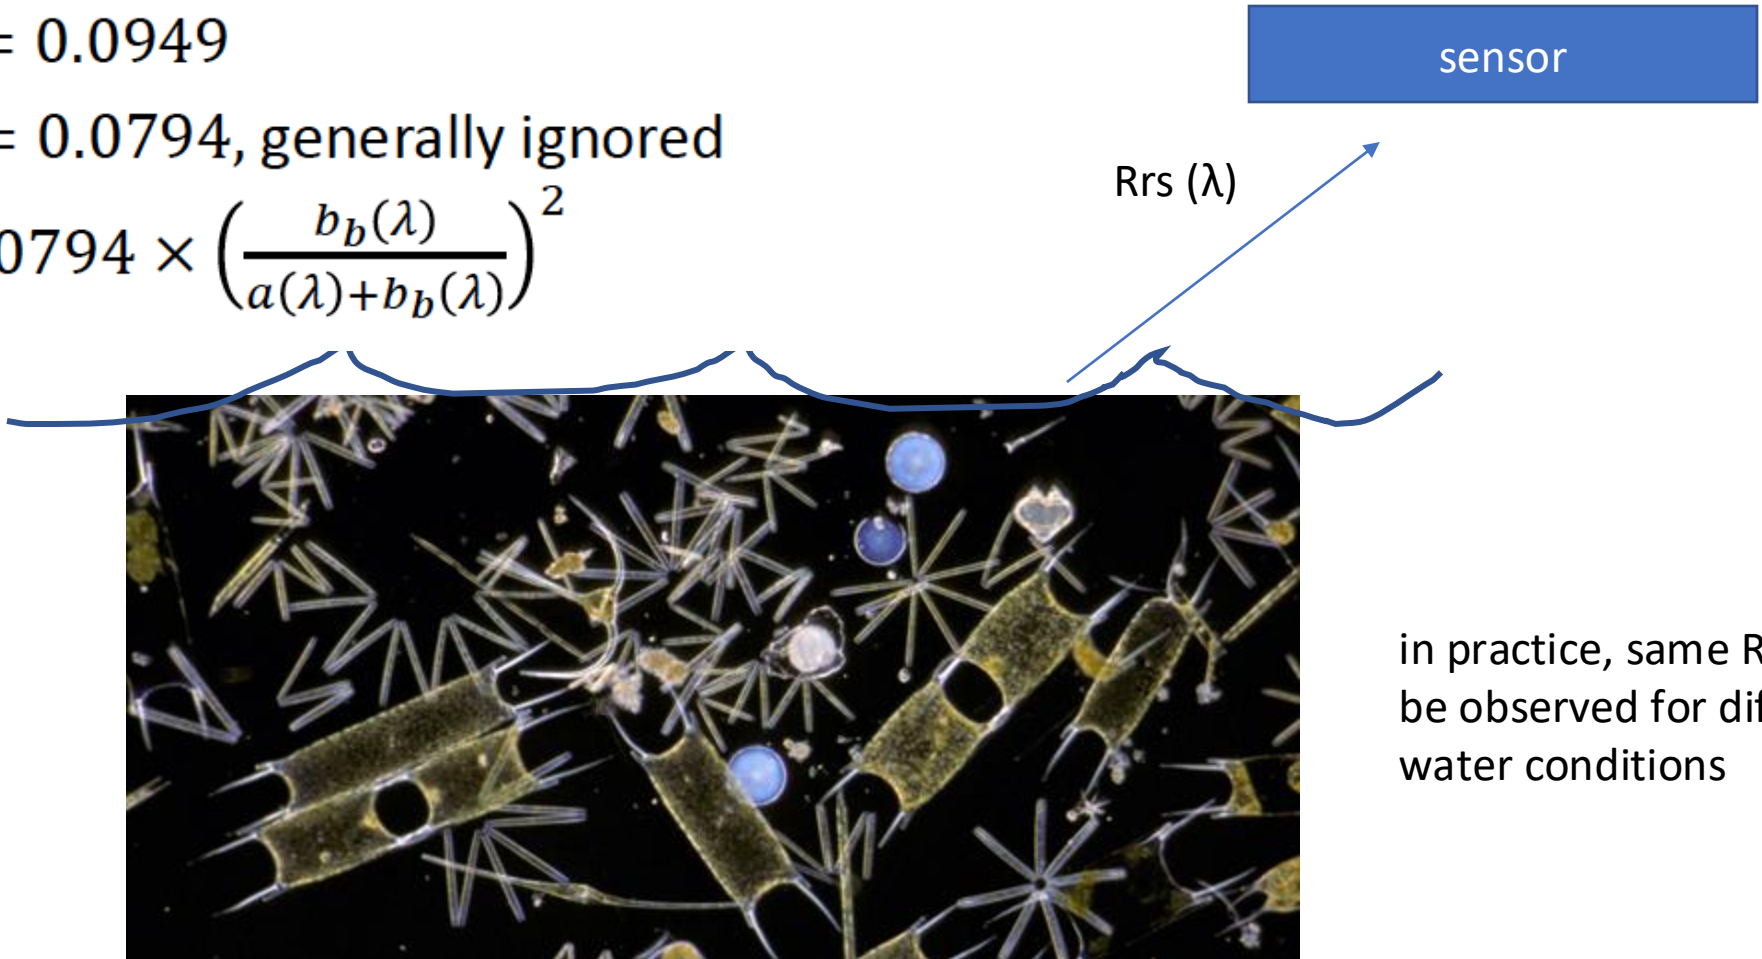 = 0.0949
= 0.0794, generally ignored
0794 × (b_b(λ) / a(λ)+b_b(λ))²
sensor
Rrs (λ)
in practice, same R
be observed for dif
water conditions